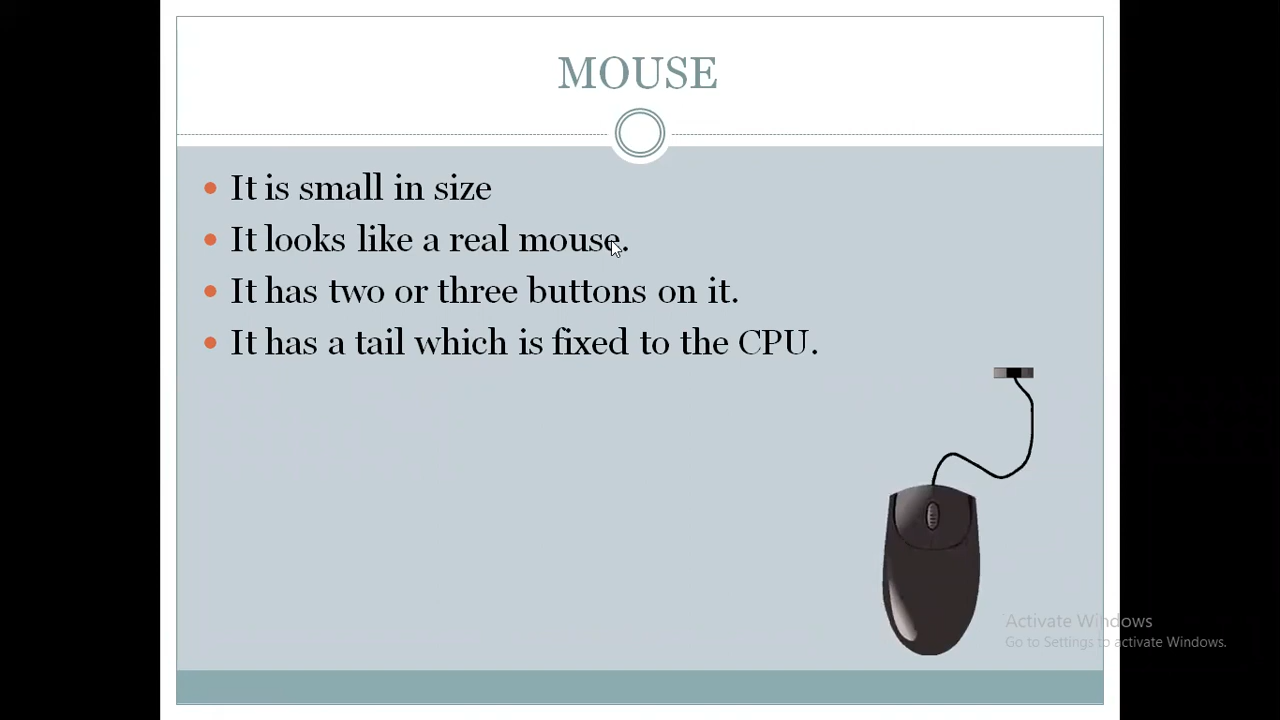 MOUSE
It is small in size
It looks like a real mouse.
It has two or three buttons on it.
It has a tail which is fixed to the CPU.
Activate Windows
Go to Settings to activate Windows.